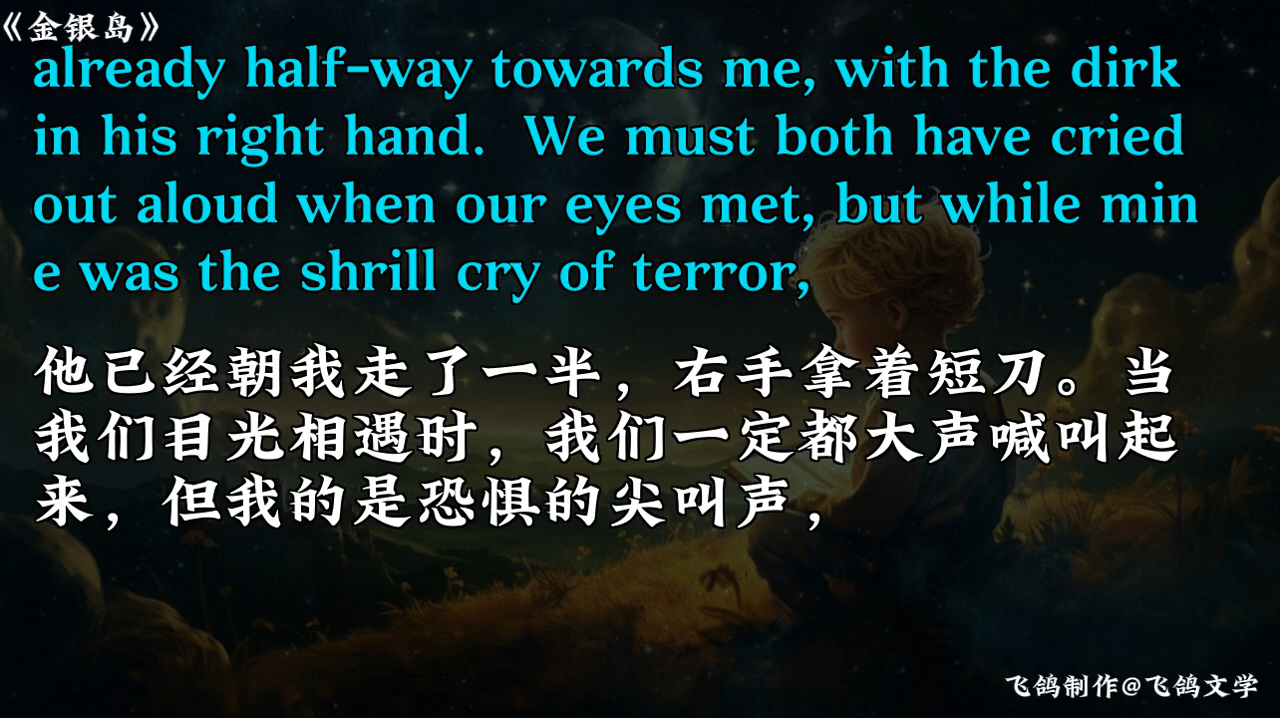 《金银岛》
already half-way towards me, with the dirk
in his right hand.  We must both have cried
out aloud when our eyes met, but while min
e was the shrill cry of terror,
他已经朝我走了一半，右手拿着短刀。当
我们目光相遇时，我们一定都大声喊叫起
来，但我的是恐惧的尖叫声，
飞鸽制作@飞鸽文学